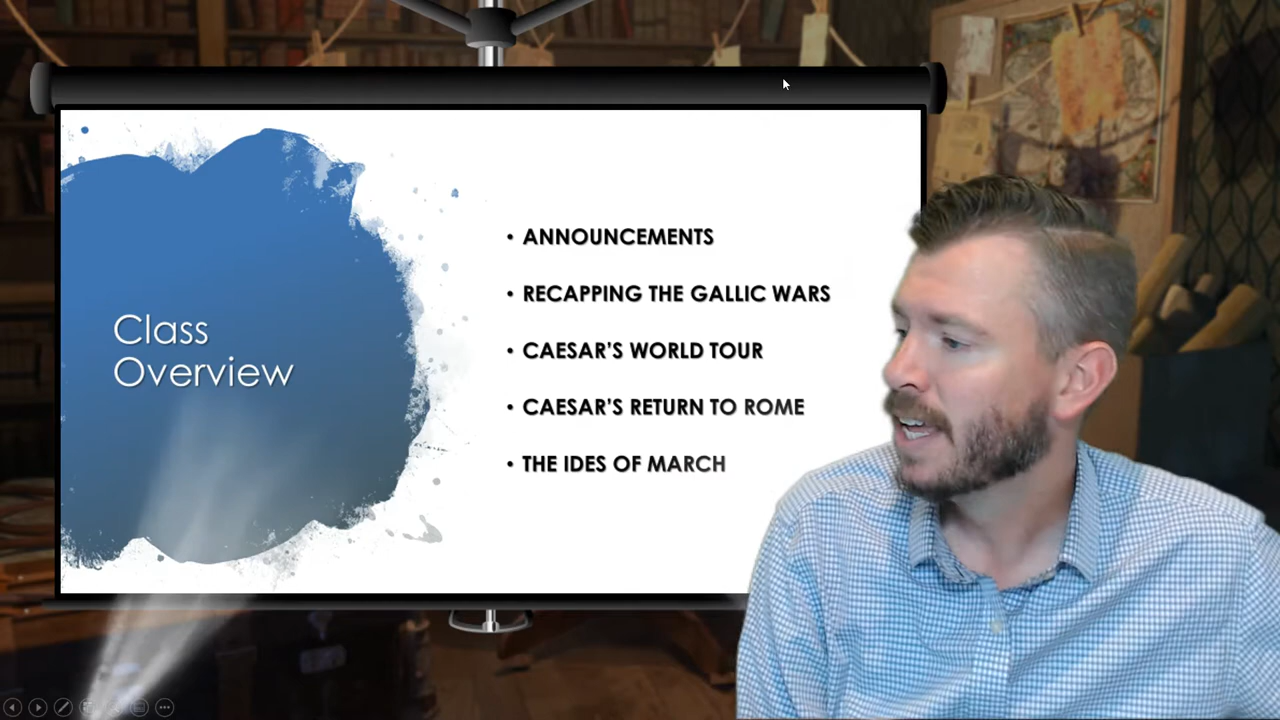 Class
Overview
• ANNOUNCEMENTS
• RECAPPING THE GALLIC WARS
• CAESAR'S WORLD TOUR
• CAESAR'S RETURN TO ROME
• THE IDES OF MARCH